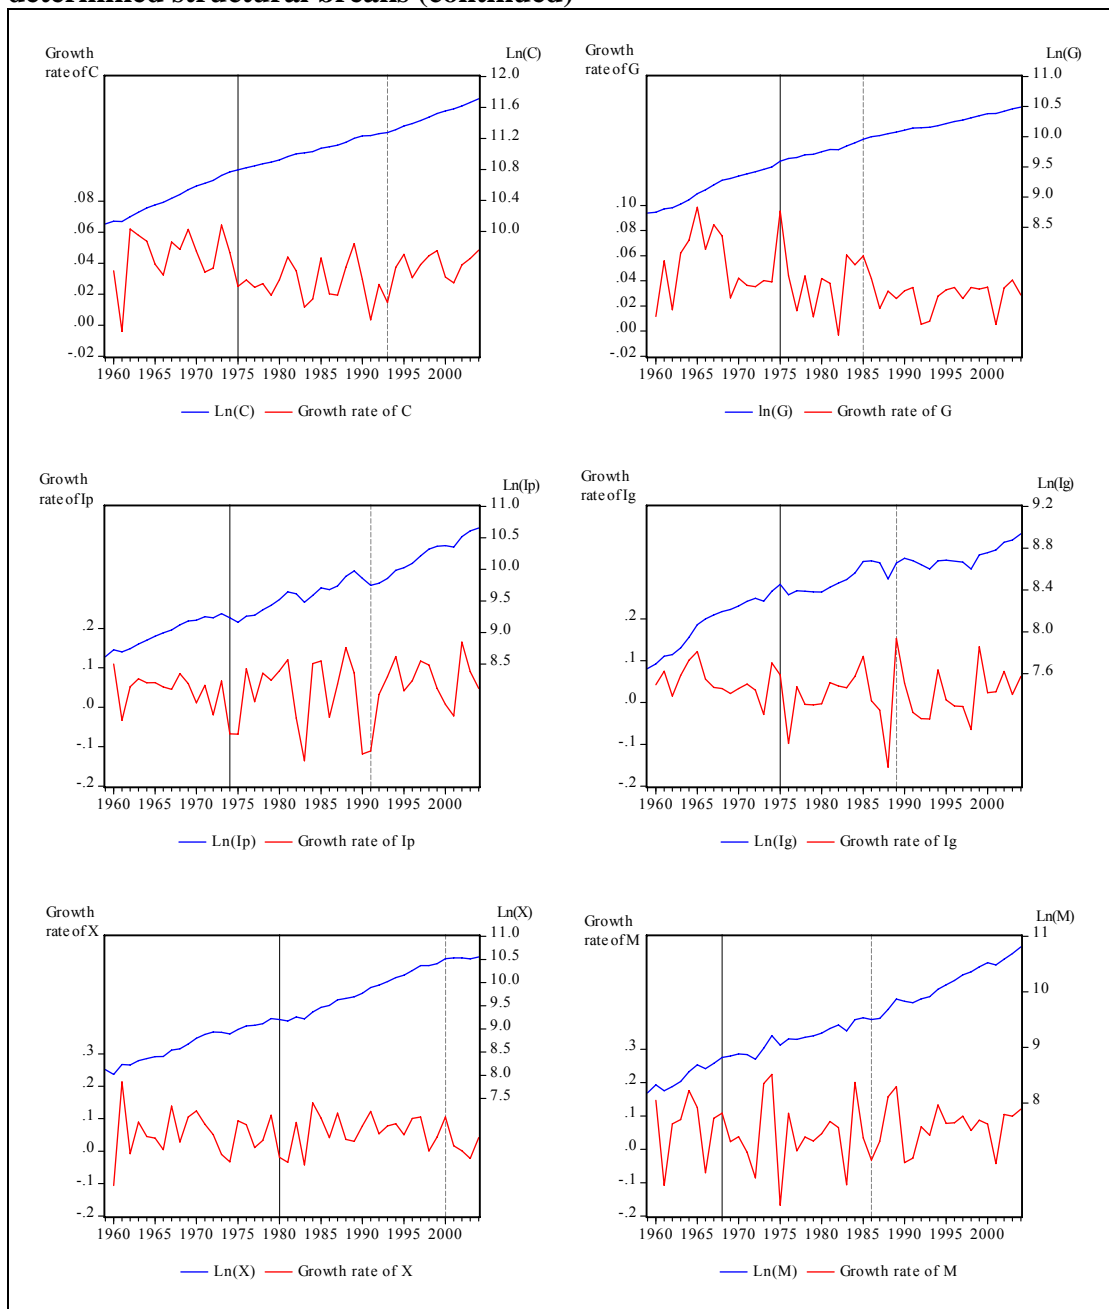 determined structural breaks (continued)
Growth
rate of C
Ln(C)
12.0
11.6
11.2
10.8
10.4
10.0
.08
.06
.04
.02
.00
-.02
1960 1965 1970 1975 1980 1985 1990 1995 2000
Ln(C) Growth rate of C
Growth
rate of G
Ln(G)
11.0
10.5
10.0
9.5
9.0
8.5
.10
.08
.06
.04
.02
.00
-.02
1960 1965 1970 1975 1980 1985 1990 1995 2000
ln(G) Growth rate of G
Growth
rate of Ip
Ln(Ip)
11.0
10.5
10.0
9.5
9.0
8.5
.2
.1
.0
-.1
-.2
1960 1965 1970 1975 1980 1985 1990 1995 2000
Ln(Ip) Growth rate of Ip
Growth
rate of Ig
Ln(Ig)
9.2
8.8
8.4
8.0
7.6
.2
.1
.0
-.1
-.2
1960 1965 1970 1975 1980 1985 1990 1995 2000
Ln(Ig) Growth rate of Ig
Growth
rate of X
Ln(X)
11.0
10.5
10.0
9.5
9.0
8.5
8.0
7.5
.3
.2
.1
.0
-.1
-.2
1960 1965 1970 1975 1980 1985 1990 1995 2000
Ln(X) Growth rate of X
Growth
rate of M
Ln(M)
11
10
9
8
.3
.2
.1
.0
-.1
-.2
1960 1965 1970 1975 1980 1985 1990 1995 2000
Ln(M) Growth rate of M